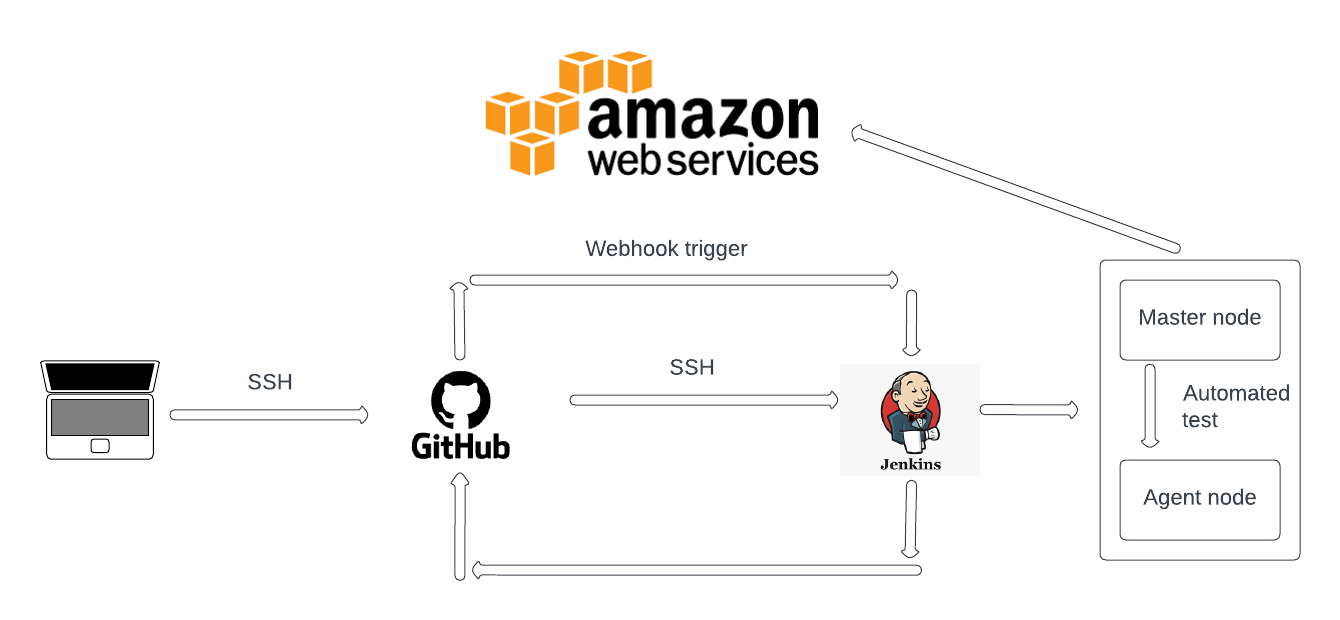 amazon
web services
Webhook trigger
Master node
SSH
SSH
Automated
test
GitHub
Jenkins
Agent node